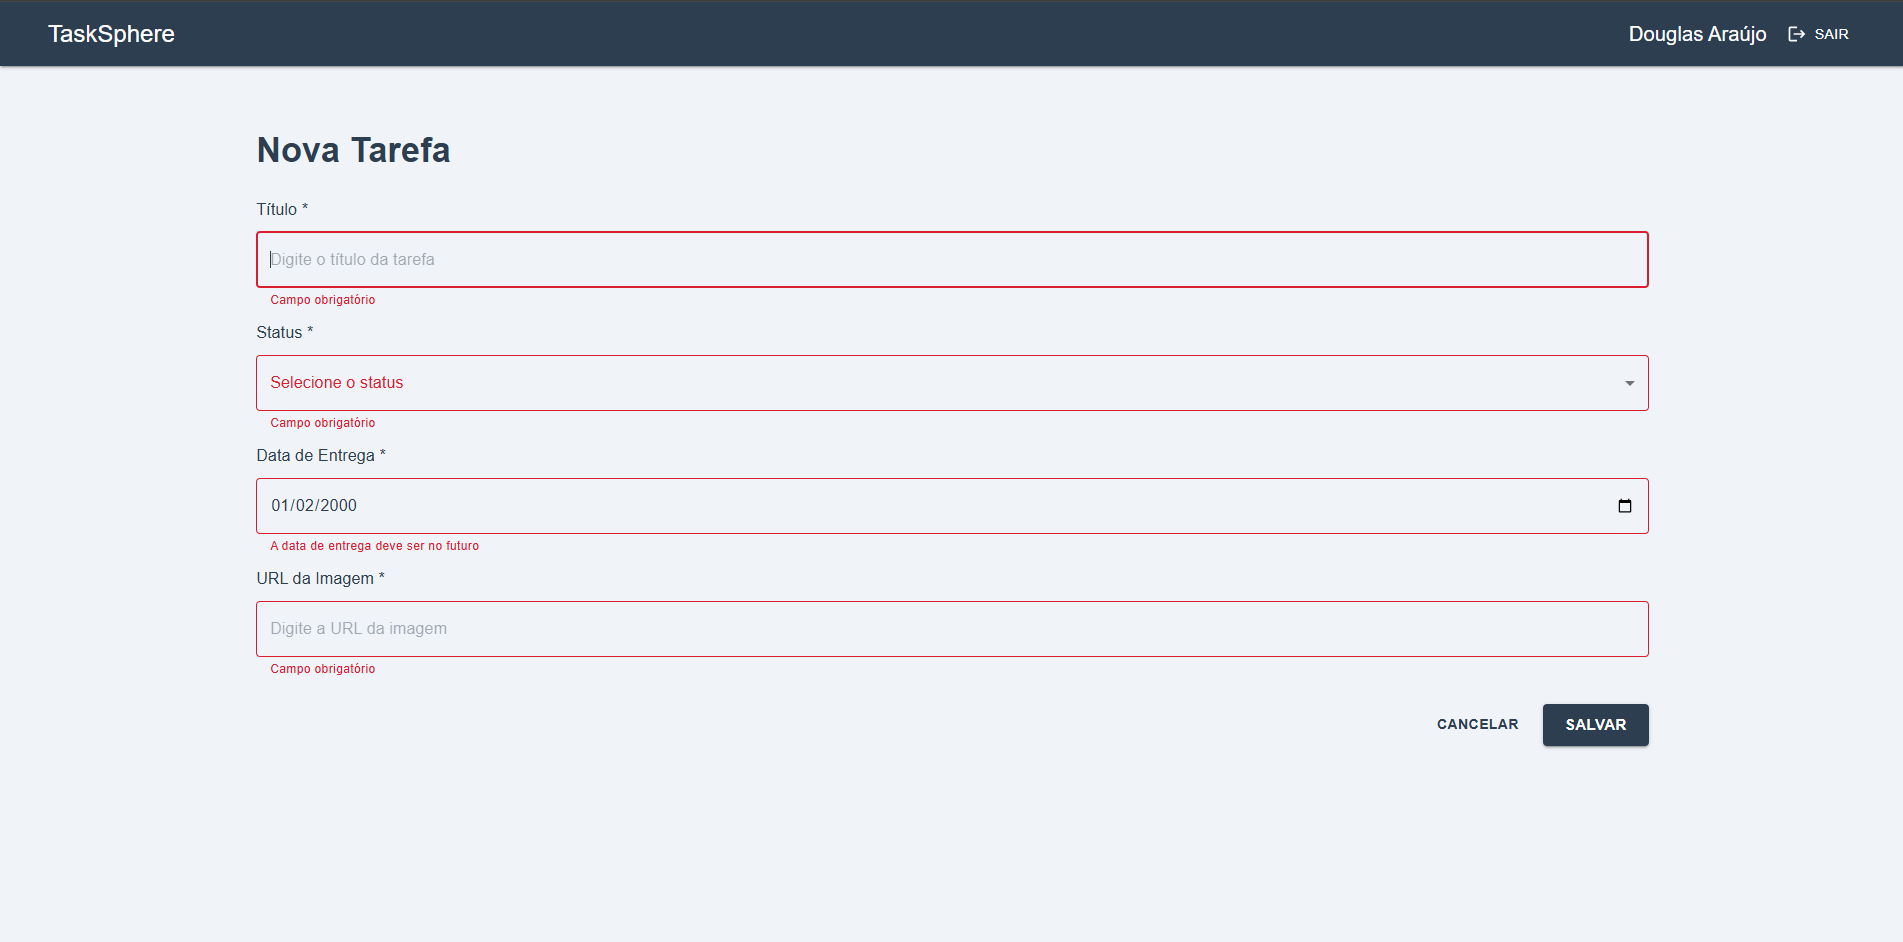 TaskSphere
Douglas Araújo SAIR
Nova Tarefa
Título *
Digite o título da tarefa
Campo obrigatório
Status *
Selecione o status
Campo obrigatório
Data de Entrega *
01/02/2000
A data de entrega deve ser no futuro
URL da Imagem *
Digite a URL da imagem
Campo obrigatório
CANCELAR SALVAR